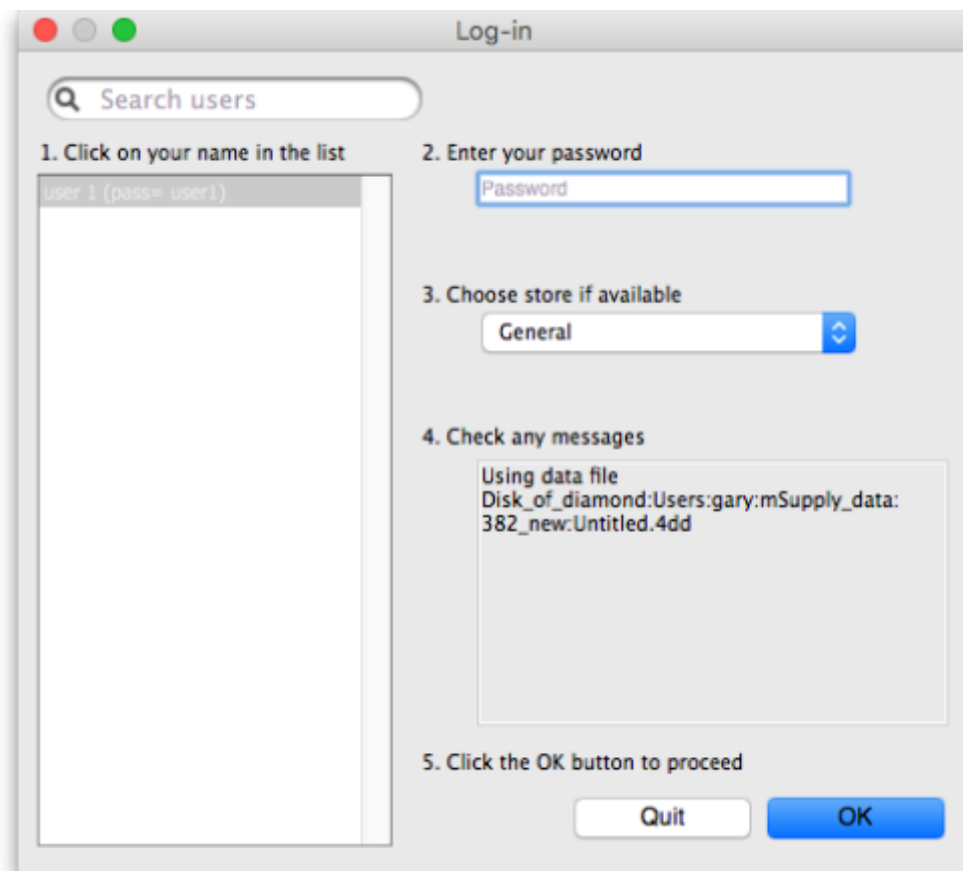 Log-in
Search users
1. Click on your name in the list
user 1 (pass= user1)
2. Enter your password
Password
3. Choose store if available
General
4. Check any messages
Using data file
Disk_of_diamond:Users:gary:mSupply_data:
382_new:Untitled.4dd
5. Click the OK button to proceed
Quit
OK